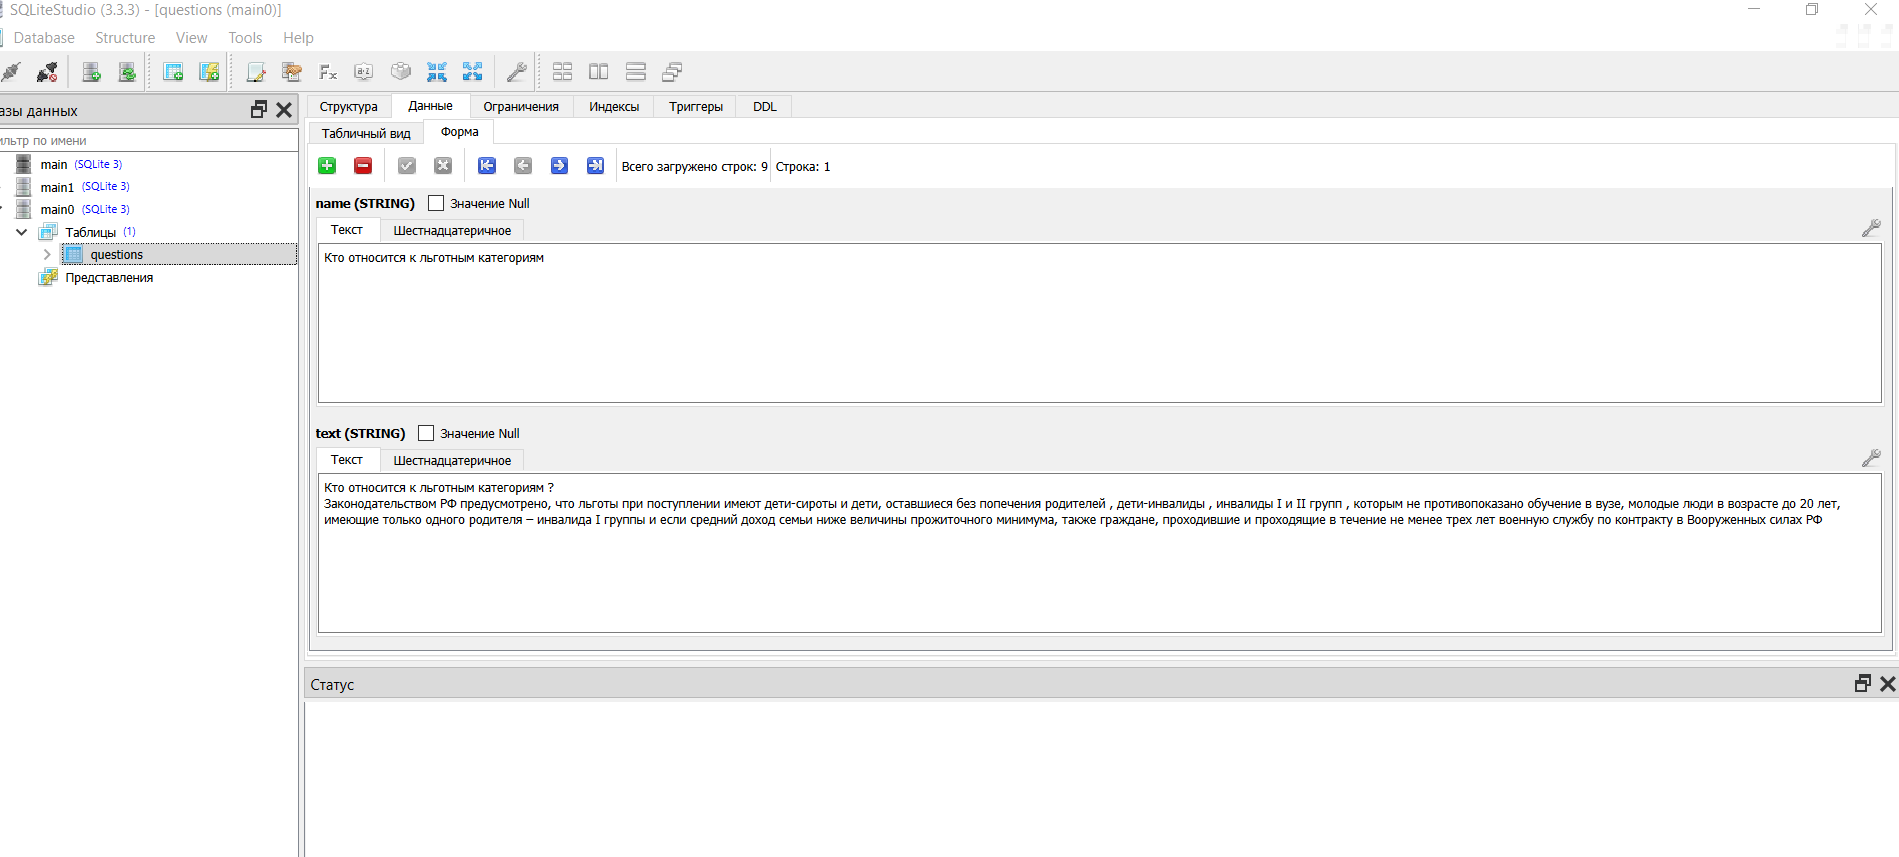 SQLiteStudio (3.3.3) - [questions (main0)]
Database Structure View Tools Help
азы данных
ильтр по имени
main (SQLite 3)
main1 (SQLite 3)
main0 (SQLite 3)
Таблицы (1)
questions
Представления
Структура Данные Ограничения Индексы Триггеры DDL
Табличный вид Форма
Всего загружено строк: 9 Строка: 1
name (STRING) Значение Null
Текст Шестнадцатеричное
Кто относится к льготным категориям
text (STRING) Значение Null
Текст Шестнадцатеричное
Кто относится к льготным категориям ?
Законодательством РФ предусмотрено, что льготы при поступлении имеют дети-сироты и дети, оставшиеся без попечения родителей , дети-инвалиды , инвалиды I и II групп , которым не противопоказано обучение в вузе, молодые люди в возрасте до 20 лет,
имеющие только одного родителя – инвалида I группы и если средний доход семьи ниже величины прожиточного минимума, также граждане, проходившие и проходящие в течение не менее трех лет военную службу по контракту в Вооруженных силах РФ
Статус